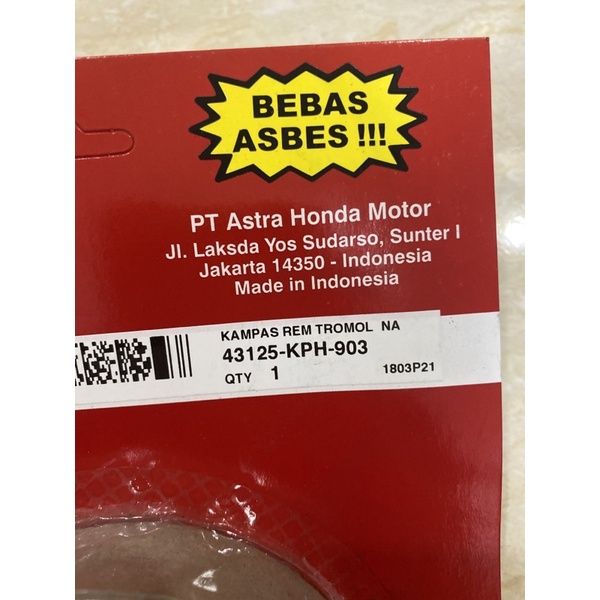 BEBAS
ASBES !!!
PT Astra Honda Motor
Jl. Laksda Yos Sudarso, Sunter I
Jakarta 14350 - Indonesia
Made in Indonesia
KAMPAS REM TROMOL NA
43125-KPH-903
QTY 1
1803P21